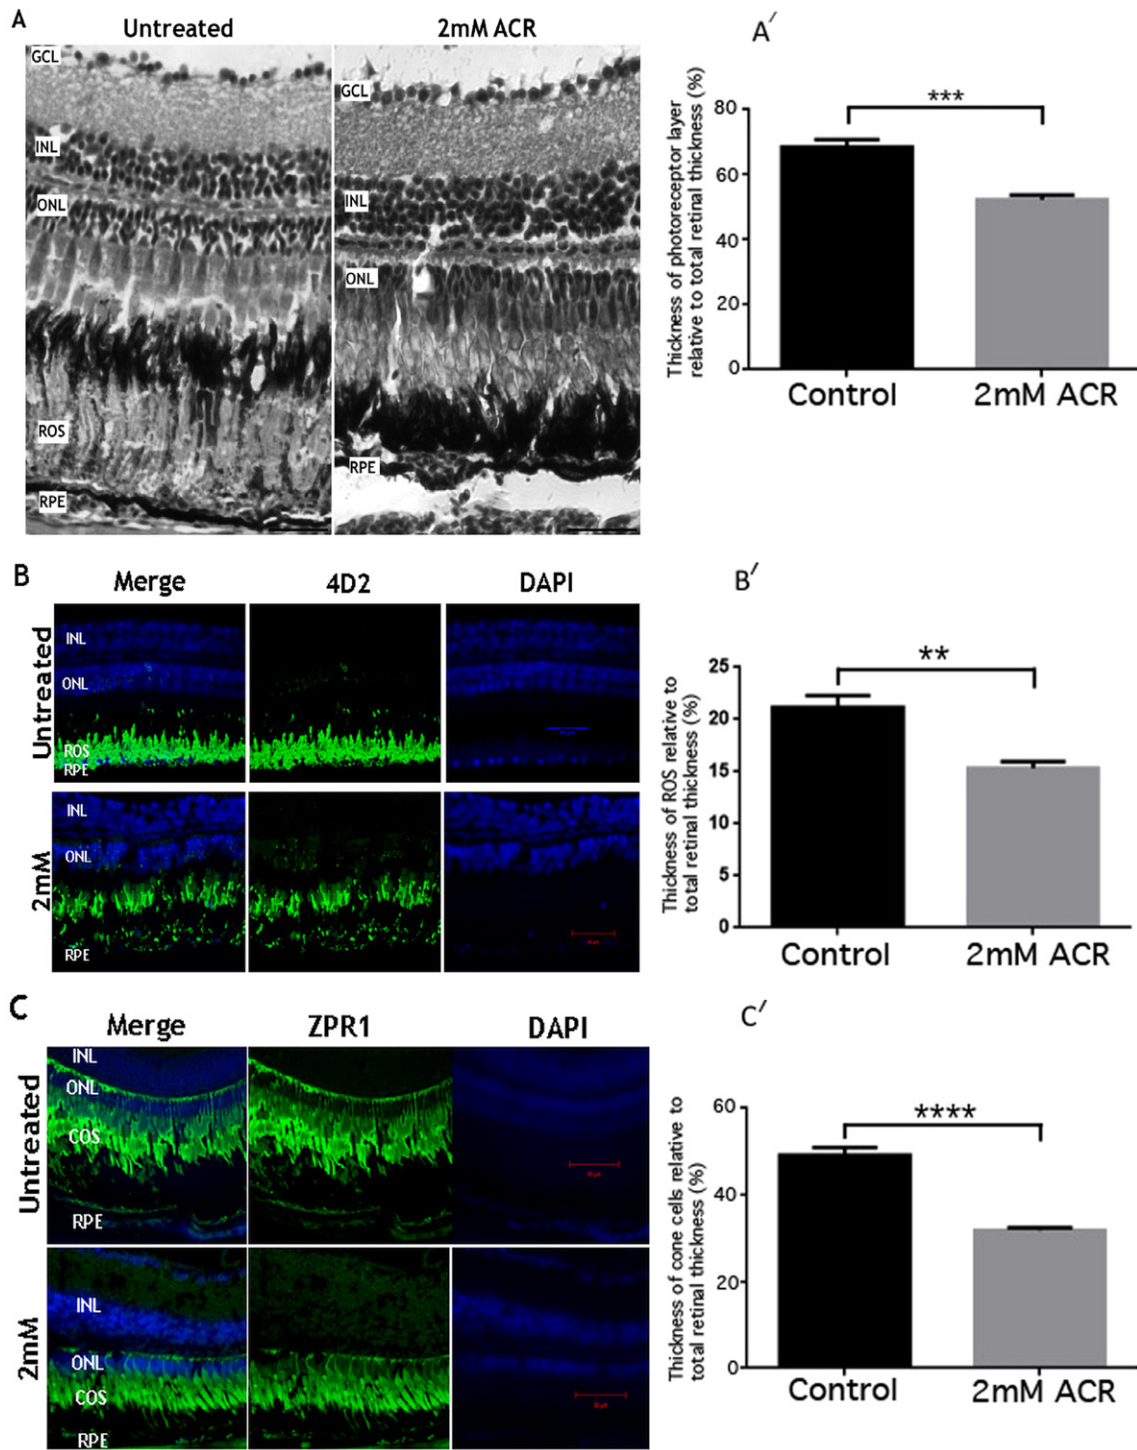 A
Untreated
2mM ACR
GCL
INL
ONL
ROS
RPE
GCL
INL
ONL
RPE
A′
Thickness of photoreceptor layer
relative to total retinal thickness (%)
80
60
40
20
0
***
Control
2mM ACR
B
Merge
4D2
DAPI
Untreated
INL
ONL
ROS
RPE
2mM
INL
ONL
RPE
B′
Thickness of ROS relative to
total retinal thickness (%)
25
20
15
10
5
0
**
Control
2mM ACR
C
Merge
ZPR1
DAPI
Untreated
INL
ONL
COS
RPE
2mM
INL
ONL
COS
RPE
C′
Thickness of cone cells relative to
total retinal thickness (%)
60
40
20
0
****
Control
2mM ACR